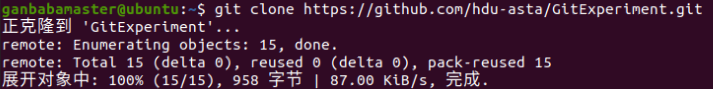 ganbabamaster@ubuntu:~$ git clone https://github.com/hdu-asta/GitExperiment.git
正克隆到 'GitExperiment'...
remote: Enumerating objects: 15, done.
remote: Total 15 (delta 0), reused 0 (delta 0), pack-reused 15
展开对象中: 100% (15/15), 958 字节 | 87.00 KiB/s, 完成.